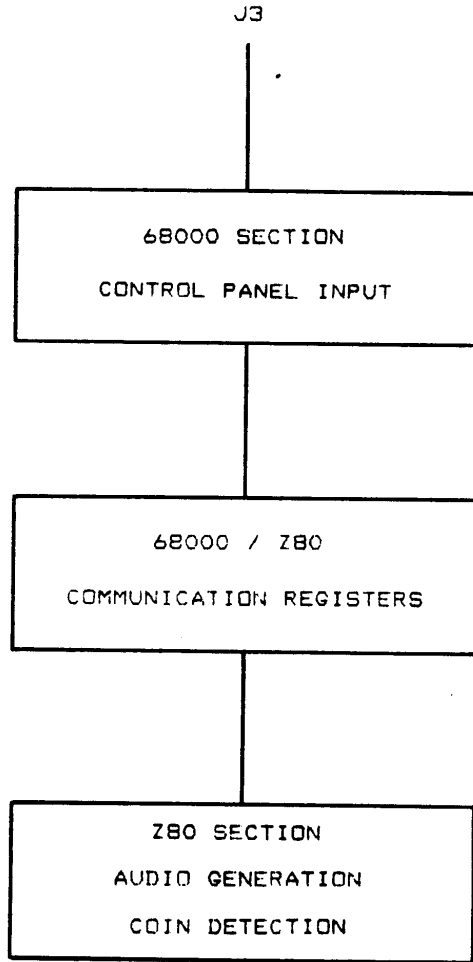 J3
68000 SECTION
CONTROL PANEL INPUT
68000 / Z80
COMMUNICATION REGISTERS
Z80 SECTION
AUDIO GENERATION
COIN DETECTION